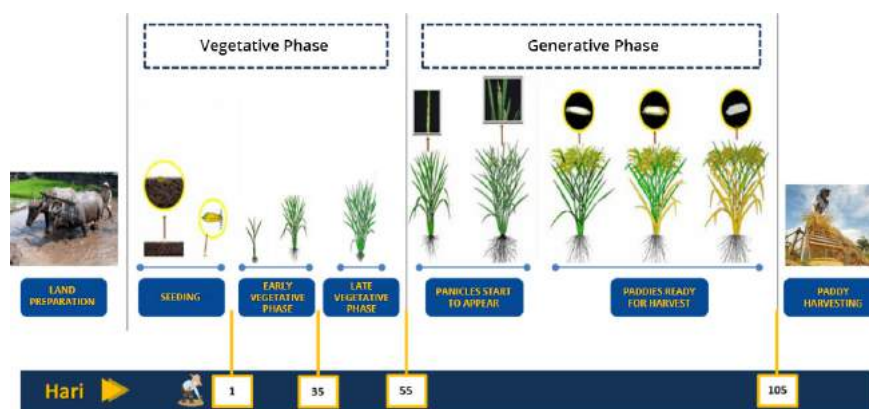 Vegetative Phase
Generative Phase
LAND
PREPARATION
SEEDING
EARLY
VEGETATIVE
PHASE
LATE
VEGETATIVE
PHASE
PANICLES START
TO APPEAR
PADDIES READY
FOR HARVEST
PADDY
HARVESTING
Hari
1
35
55
105